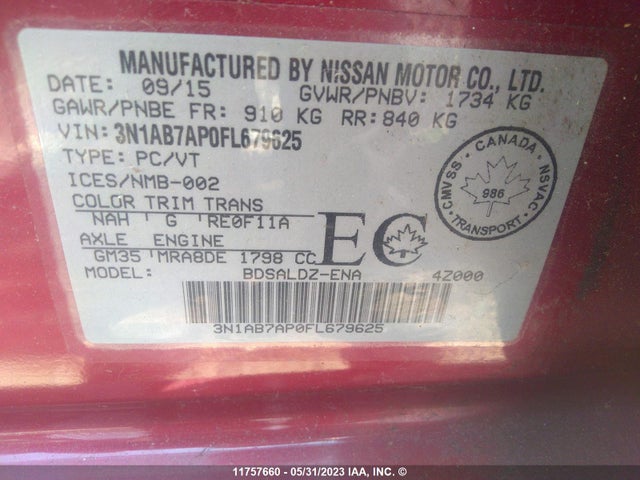 MANUFACTURED BY NISSAN MOTOR CO., LTD.
DATE: 09/15 GVWR/PNBV: 1734 KG
GAWR/PNBE FR: 910 KG RR: 840 KG
VIN: 3N1AB7AP0FL679625
TYPE: PC/VT
ICES/NMB-002
COLOR TRIM TRANS
NAH G RE0F11A
AXLE ENGINE
GM35 MRA8DE 1798 CC
EC
MODEL: BDSALDZ-ENA 4Z000
3N1AB7AP0FL679625
CANADA
CMVSS
NSVAC
986
TRANSPORT
11757660 - 05/31/2023 IAA, INC. ©